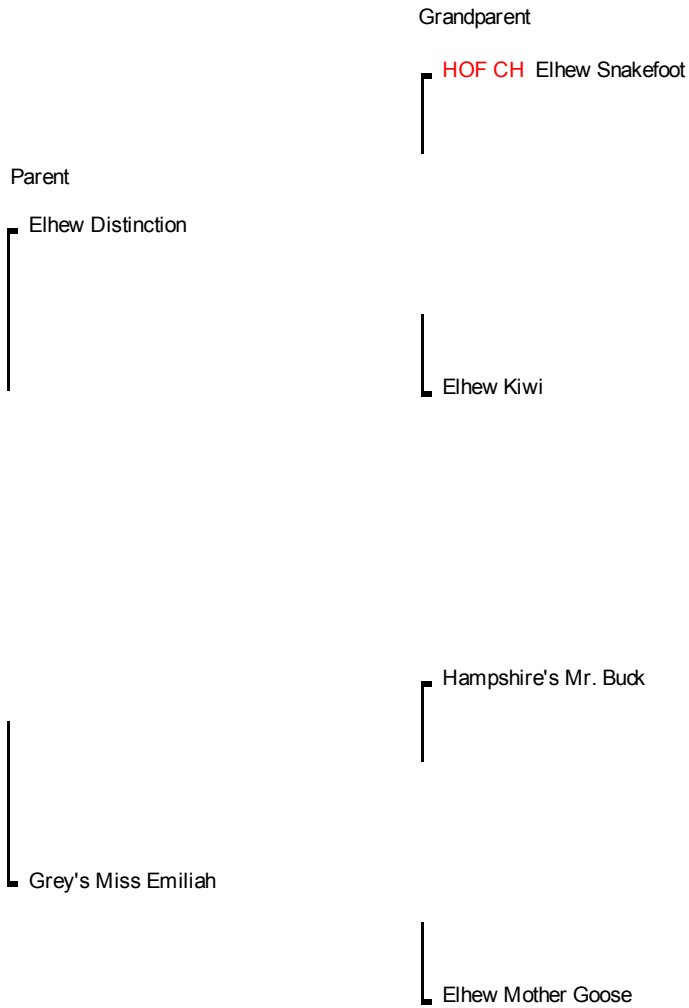 Grandparent
HOF CH Elhew Snakefoot
Parent
Elhew Distinction
Elhew Kiwi
Hampshire's Mr. Buck
Grey's Miss Emiliah
Elhew Mother Goose